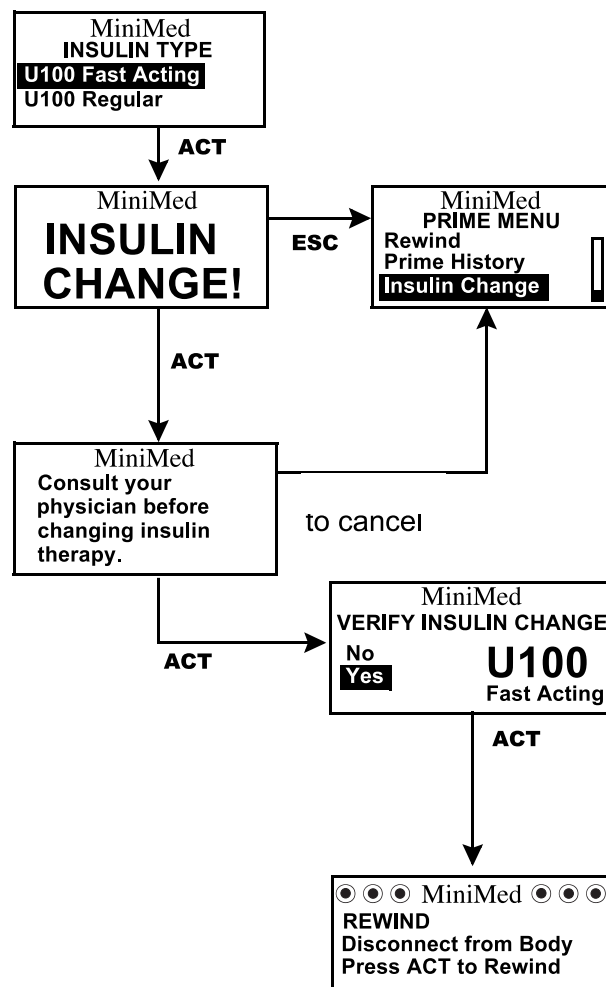 MiniMed
INSULIN TYPE
U100 Fast Acting
U100 Regular
ACT
MiniMed
INSULIN
CHANGE!
ESC
MiniMed
PRIME MENU
Rewind
Prime History
Insulin Change
ACT
MiniMed
Consult your
physician before
changing insulin
therapy.
to cancel
ACT
MiniMed
VERIFY INSULIN CHANGE
No
Yes
U100
Fast Acting
ACT
MiniMed
REWIND
Disconnect from Body
Press ACT to Rewind